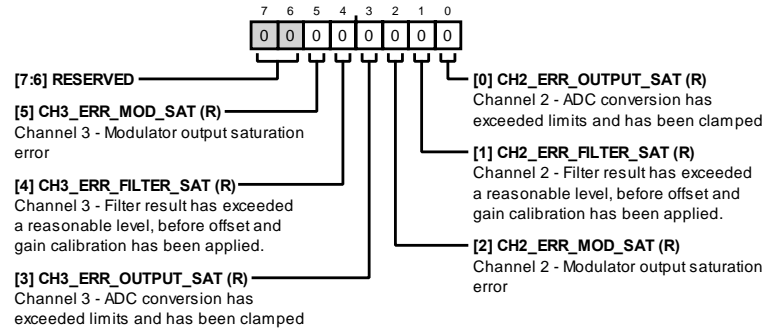 7 6 5 4 3 2 1 0
0 0 0 0 0 0 0 0
[7:6] RESERVED
[5] CH3_ERR_MOD_SAT (R)
Channel 3 - Modulator output saturation
error
[4] CH3_ERR_FILTER_SAT (R)
Channel 3 - Filter result has exceeded
a reasonable level, before offset and
gain calibration has been applied.
[3] CH3_ERR_OUTPUT_SAT (R)
Channel 3 - ADC conversion has
exceeded limits and has been clamped
[0] CH2_ERR_OUTPUT_SAT (R)
Channel 2 - ADC conversion has
exceeded limits and has been clamped
[1] CH2_ERR_FILTER_SAT (R)
Channel 2 - Filter result has exceeded
a reasonable level, before offset and
gain calibration has been applied.
[2] CH2_ERR_MOD_SAT (R)
Channel 2 - Modulator output saturation
error